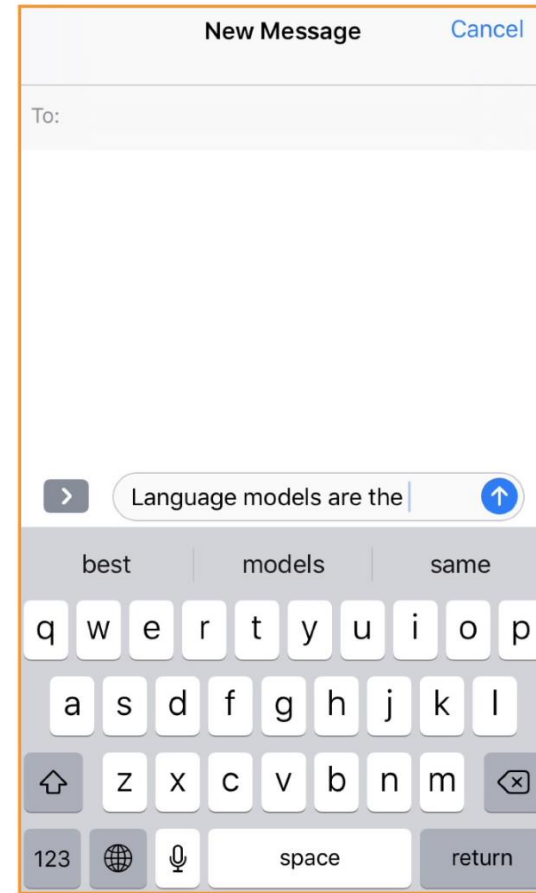 New Message Cancel
To:
Language models are the
best models same
q w e r t y u i o p
a s d f g h j k l
z x c v b n m
123 space return